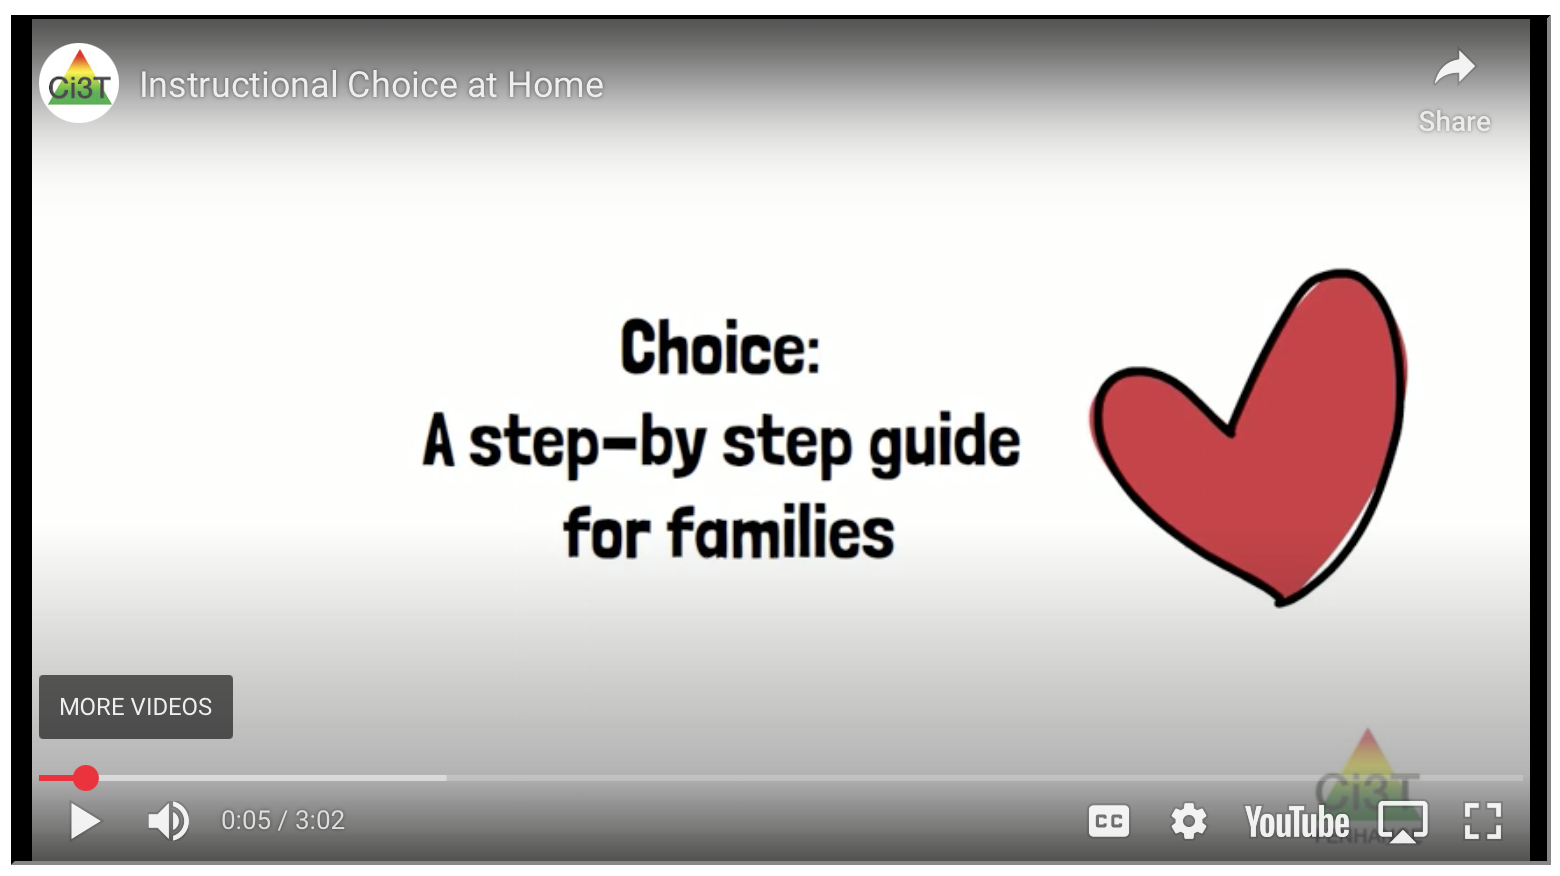 Ci3T
Instructional Choice at Home
Share
Choice:
A step-by step guide
for families
MORE VIDEOS
Ci3T
0:05 / 3:02
CC
YouTube